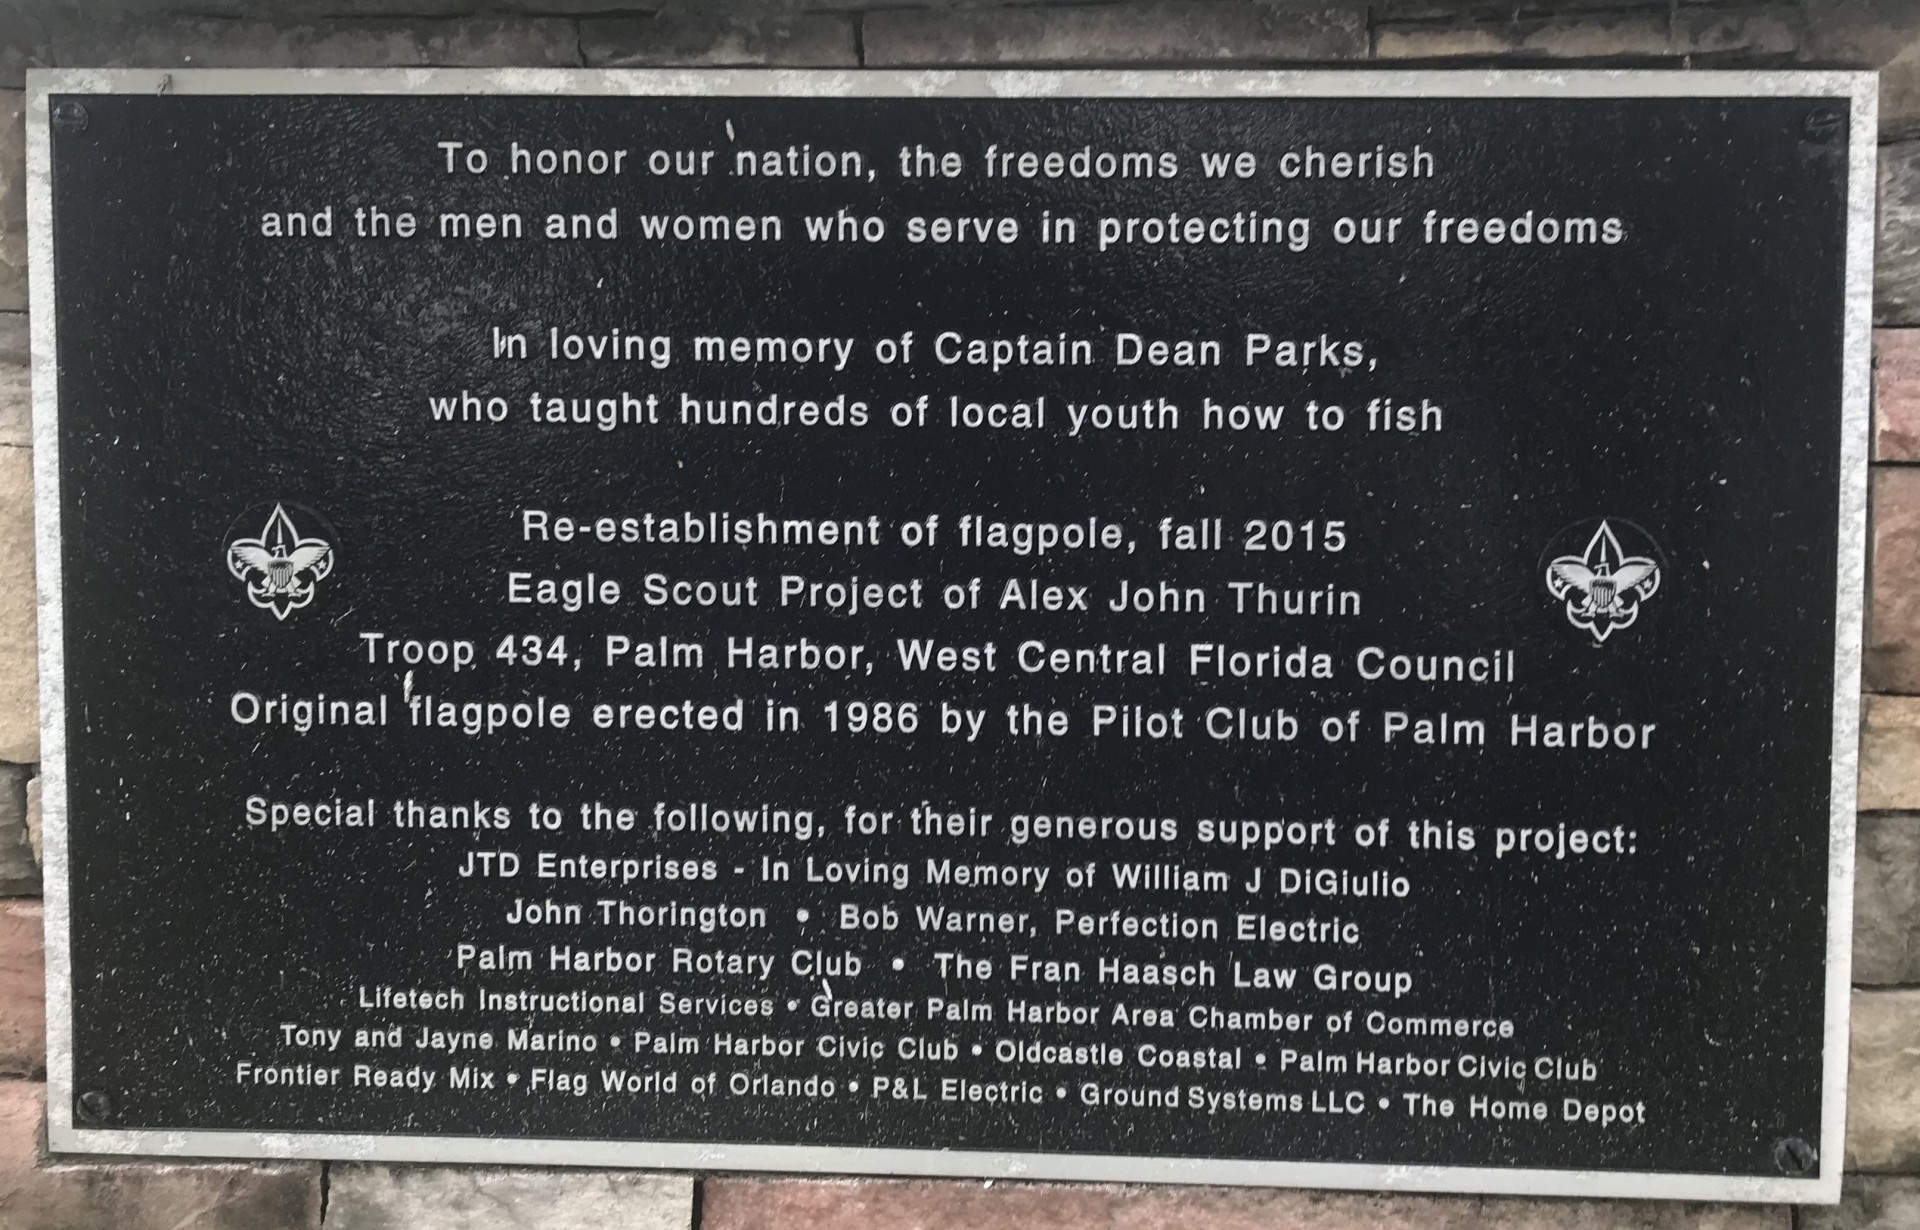 To honor our nation, the freedoms we cherish
and the men and women who serve in protecting our freedoms
In loving memory of Captain Dean Parks,
who taught hundreds of local youth how to fish
Re-establishment of flagpole, fall 2015
Eagle Scout Project of Alex John Thurin
Troop 434, Palm Harbor, West Central Florida Council
Original flagpole erected in 1986 by the Pilot Club of Palm Harbor
Special thanks to the following, for their generous support of this project:
JTD Enterprises - In Loving Memory of William J DiGiulio
John Thorington • Bob Warner, Perfection Electric
Palm Harbor Rotary Club • The Fran Haasch Law Group
Lifetech Instructional Services • Greater Palm Harbor Area Chamber of Commerce
Tony and Jayne Marino • Palm Harbor Civic Club • Oldcastle Coastal • Palm Harbor Civic Club
Frontier Ready Mix • Flag World of Orlando • P&L Electric • Ground Systems LLC • The Home Depot